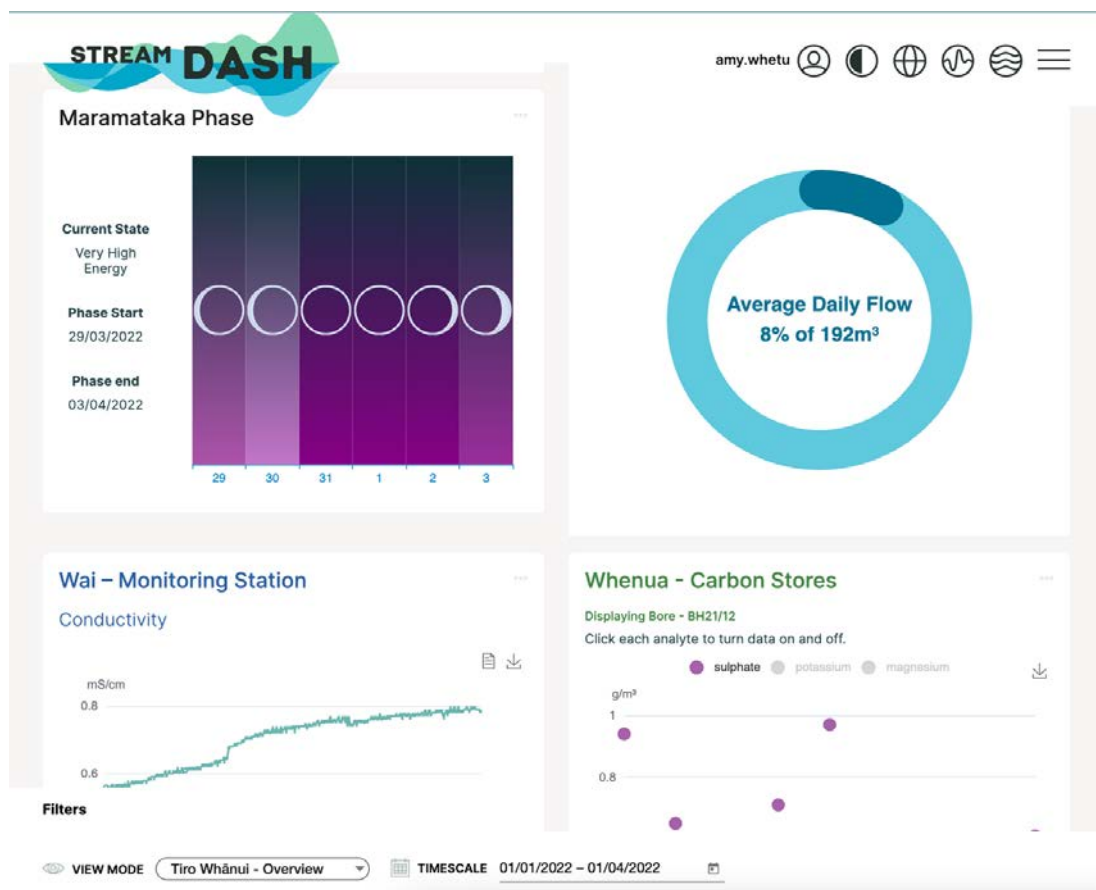 STREAM DASH
amy.whetu
Maramataka Phase
Current State
Very High
Energy
Phase Start
29/03/2022
Phase end
03/04/2022
29 30 31 1 2 3
Average Daily Flow
8% of 192m³
Wai – Monitoring Station
Conductivity
mS/cm
0.8
0.6
Whenua - Carbon Stores
Displaying Bore - BH21/12
Click each analyte to turn data on and off.
sulphate potassium magnesium
g/m³
1
0.8
Filters
VIEW MODE Tiro Whānui - Overview TIMESCALE 01/01/2022 – 01/04/2022